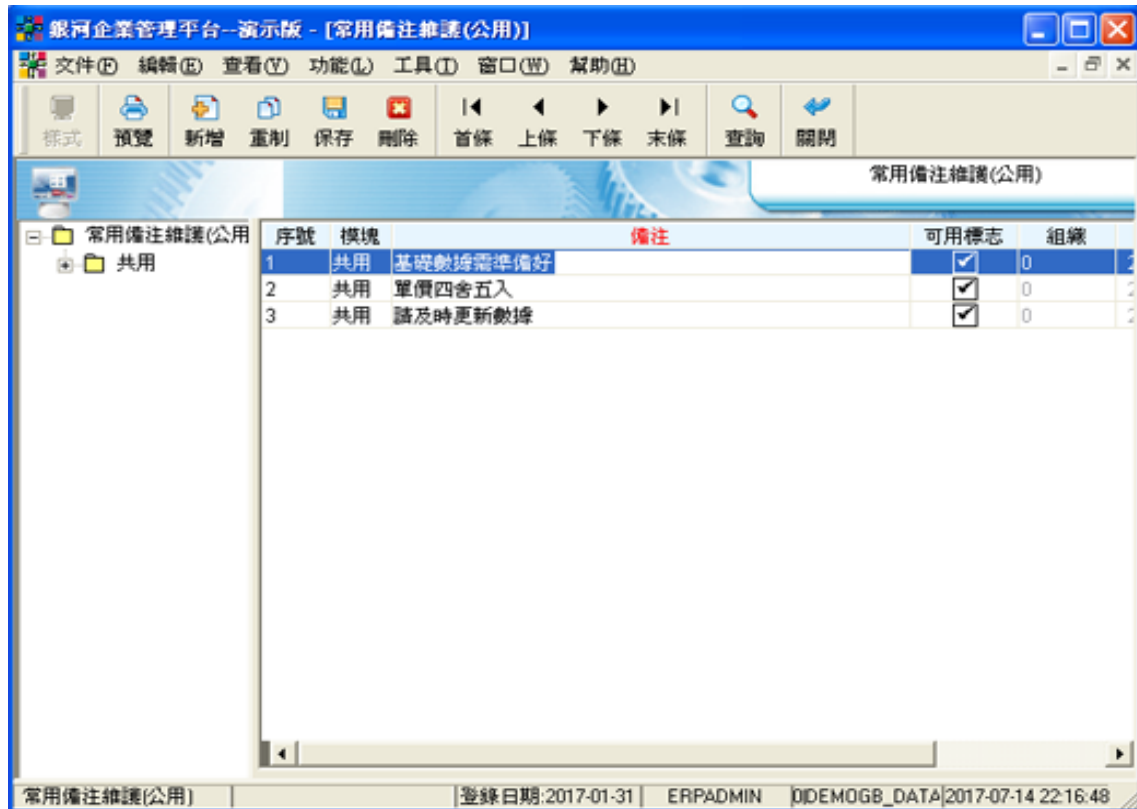 銀河企業管理平台--演示版 - [常用備注維護(公用)]
文件(F) 編輯(E) 查看(V) 功能(L) 工具(T) 窗口(W) 幫助(H)
樣式 預覽 新增 重制 保存 刪除 首條 上條 下條 末條 查詢 關閉
常用備注維護(公用)
常用備注維護(公用
共用
序號 模塊 備注 可用標志 組織
1 共用 基礎數據需準備好 0 2
2 共用 單價四舍五入 0 2
3 共用 請及時更新數據 0 2
常用備注維護(公用) 登錄日期:2017-01-31 ERPADMIN 0|DEMOGB_DATA 2017-07-14 22:16:48